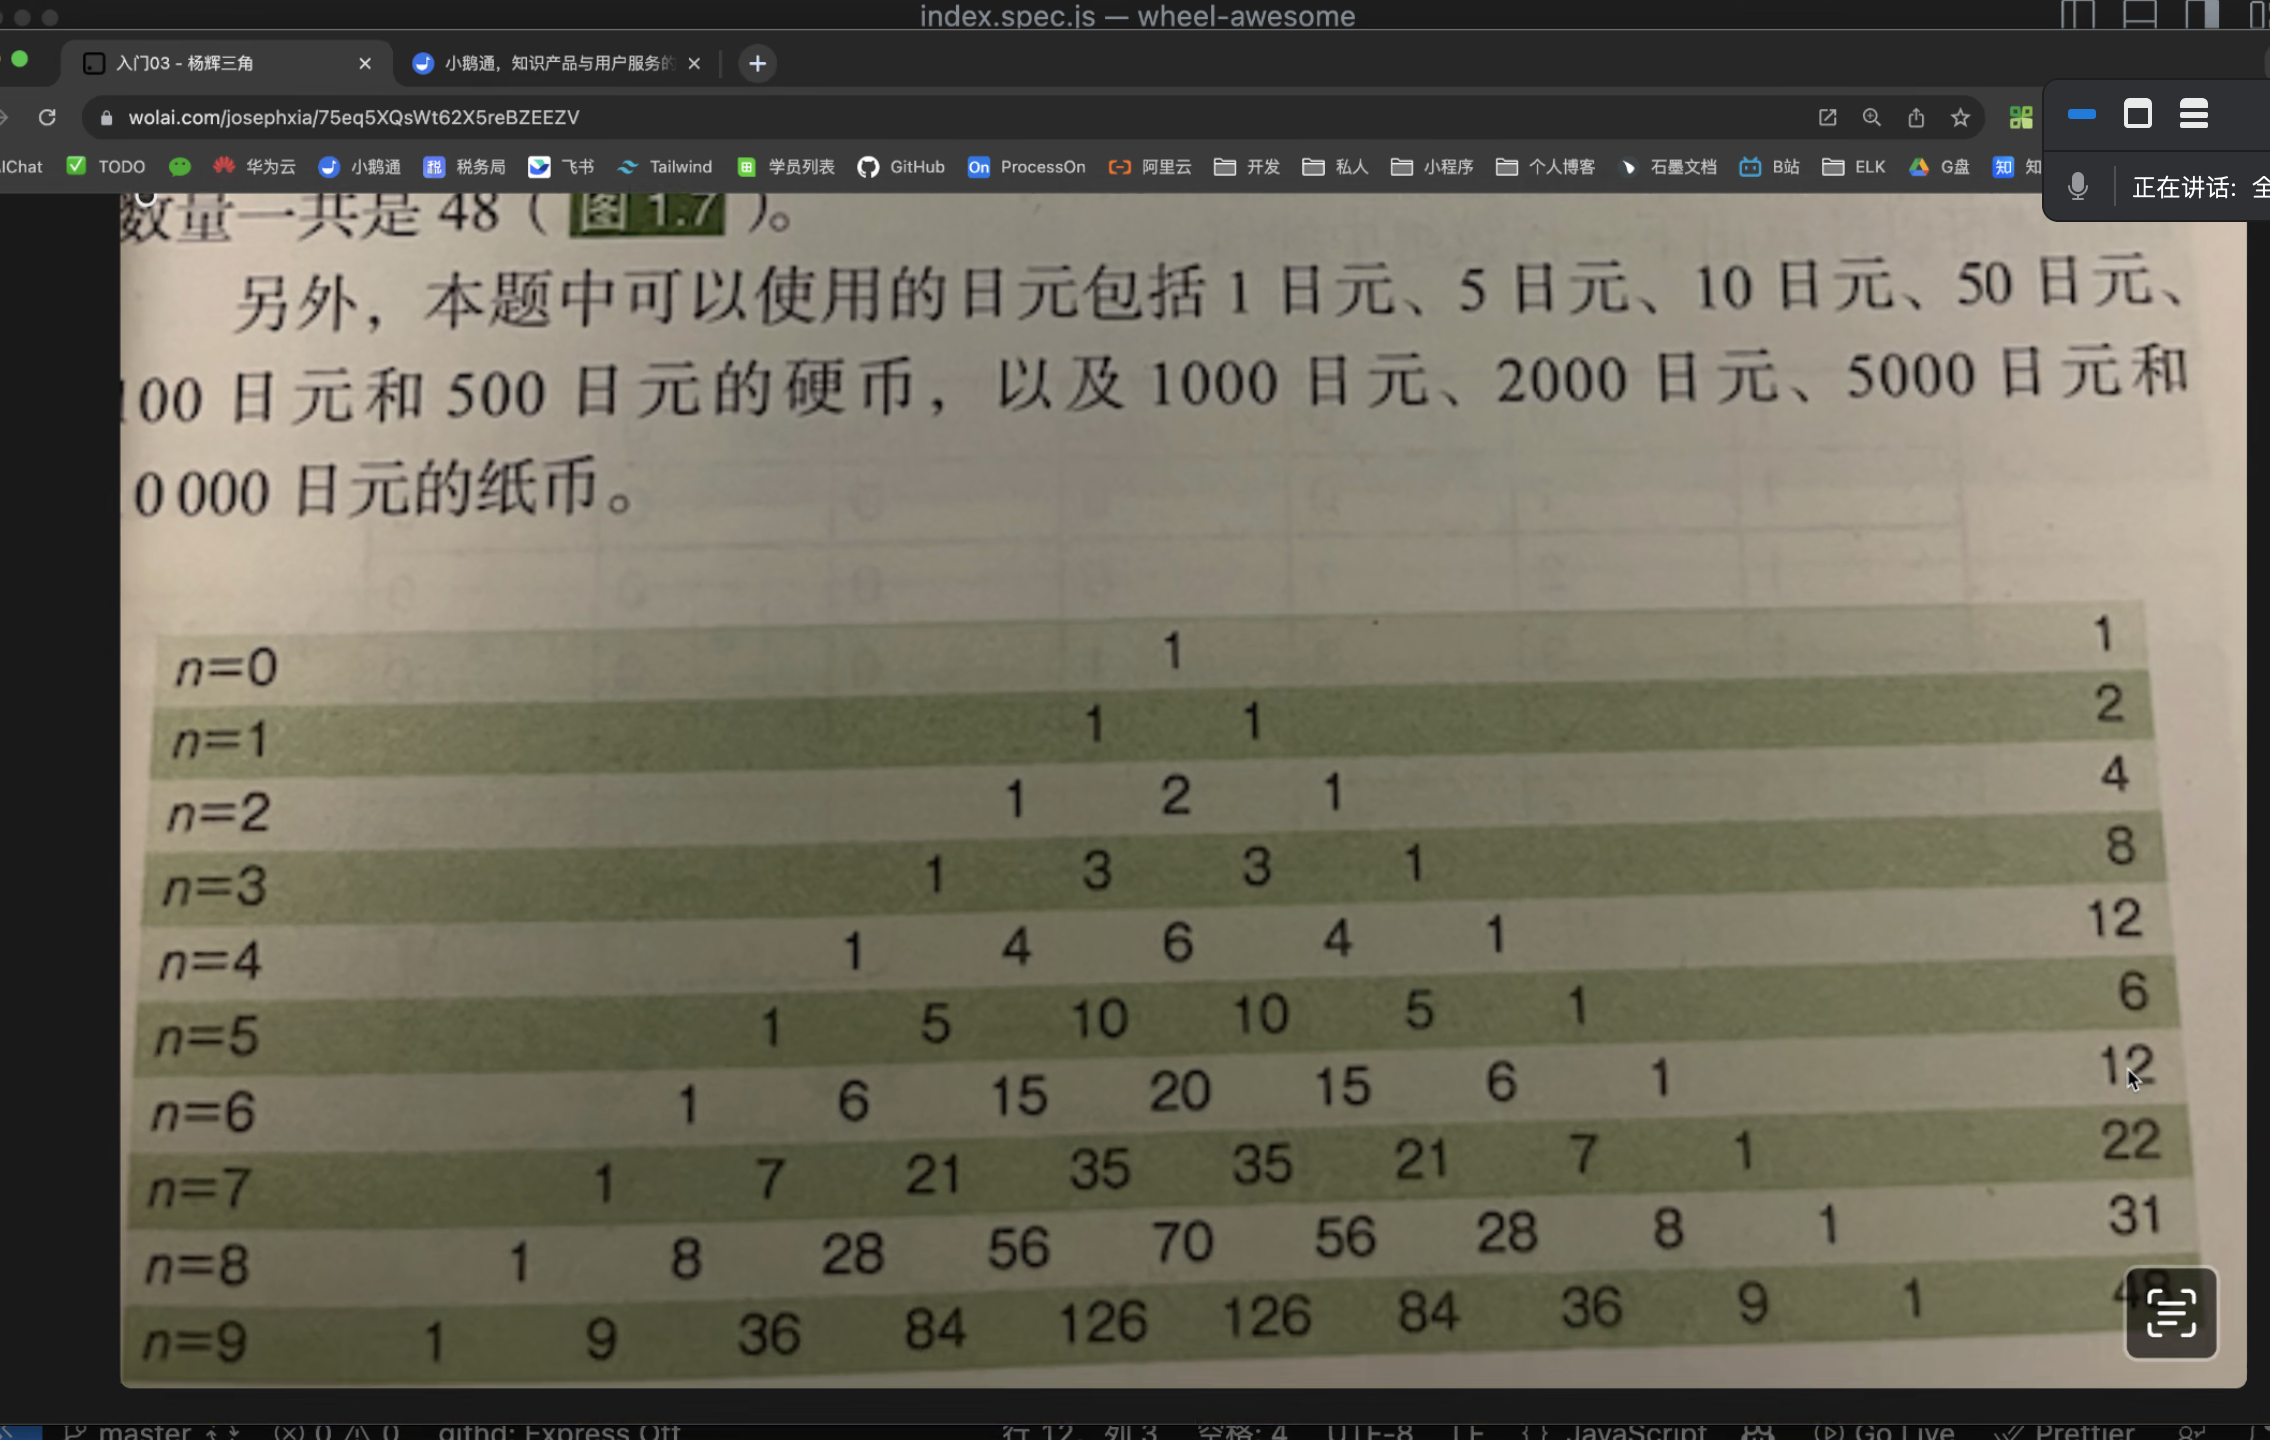 index.spec.js — wheel-awesome
入门03 - 杨辉三角
小鹅通，知识产品与用户服务的
wolai.com/josephxia/75eq5XQsWt62X5reBZEEZV
IChat TODO 华为云 小鹅通 税 税务局 飞书 Tailwind 学员列表 GitHub On ProcessOn 阿里云 开发 私人 小程序 个人博客 石墨文档 B站 ELK G盘 知 知
正在讲话: 全
数量一共是 48（ 图 1.7 ）。
另外，本题中可以使用的日元包括 1 日元、5 日元、10 日元、50 日元、
100 日元和 500 日元的硬币，以及 1000 日元、2000 日元、5000 日元和
0 000 日元的纸币。
n=0 1 1
n=1 1 1 2
n=2 1 2 1 4
n=3 1 3 3 1 8
n=4 1 4 6 4 1 12
n=5 1 5 10 10 5 1 6
n=6 1 6 15 20 15 6 1 12
n=7 1 7 21 35 35 21 7 1 22
n=8 1 8 28 56 70 56 28 8 1 31
n=9 1 9 36 84 126 126 84 36 9 1 48
master 0 0 githd: Express Off 行 12，列 3 空格: 4 UTF-8 LF {} JavaScript Go Live Prettier